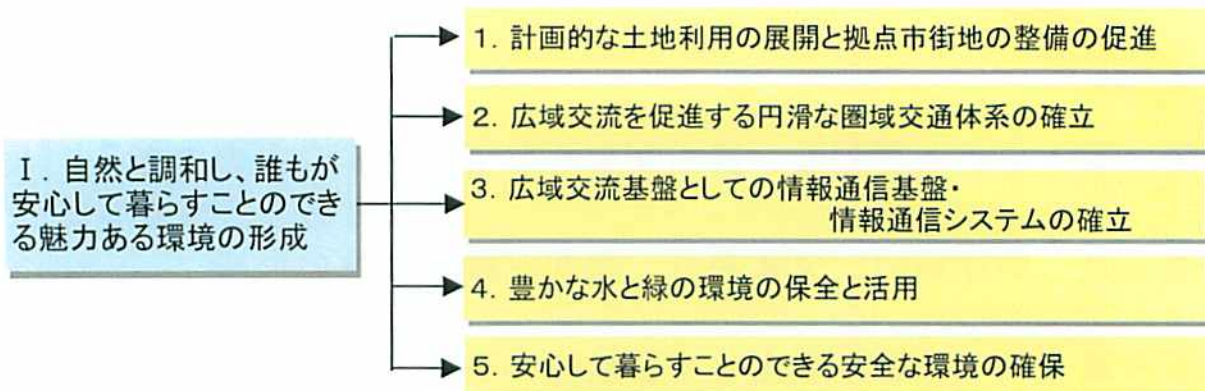 Ⅰ. 自然と調和し、誰もが
安心して暮らすことのでき
る魅力ある環境の形成
1. 計画的な土地利用の展開と拠点市街地の整備の促進
2. 広域交流を促進する円滑な圏域交通体系の確立
3. 広域交流基盤としての情報通信基盤・
情報通信システムの確立
4. 豊かな水と緑の環境の保全と活用
5. 安心して暮らすことのできる安全な環境の確保